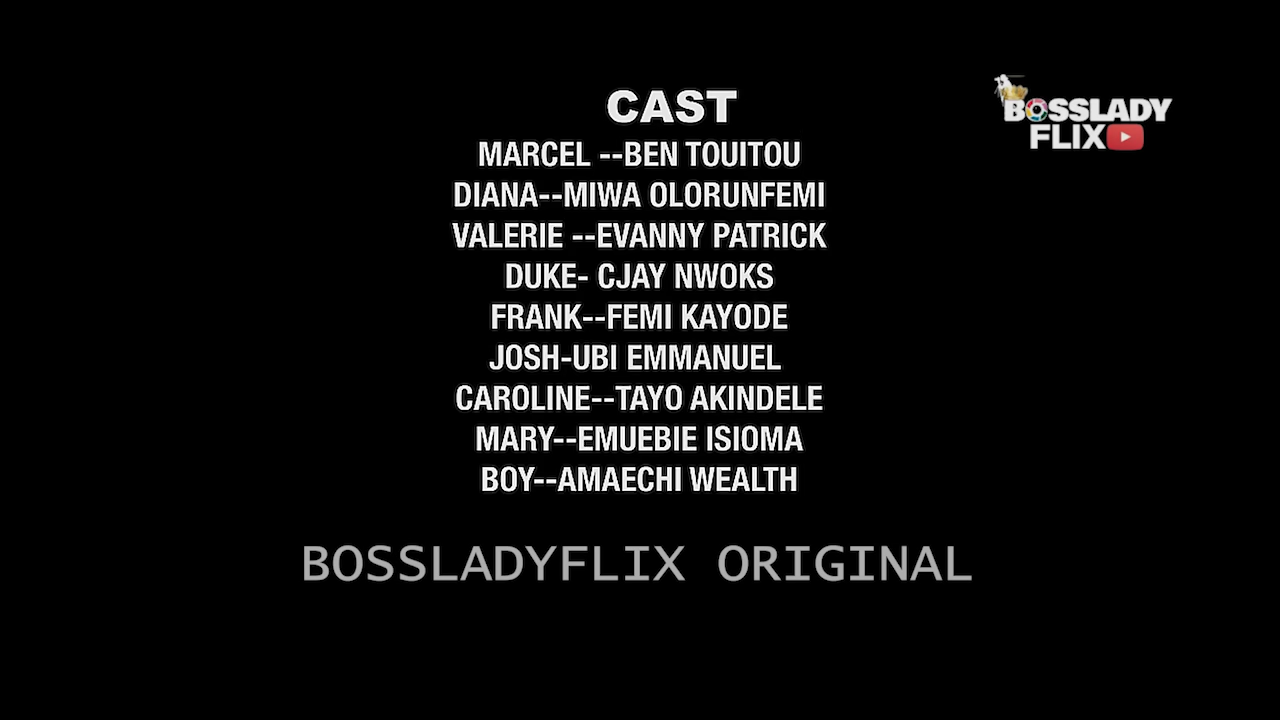 CAST
BOSSLADY
FLIX
MARCEL --BEN TOUITOU
DIANA--MIWA OLORUNFEMI
VALERIE --EVANNY PATRICK
DUKE- CJAY NWOKS
FRANK--FEMI KAYODE
JOSH-UBI EMMANUEL
CAROLINE--TAYO AKINDELE
MARY--EMUEBIE ISIOMA
BOY--AMAECHI WEALTH
BOSSLADYFLIX ORIGINAL